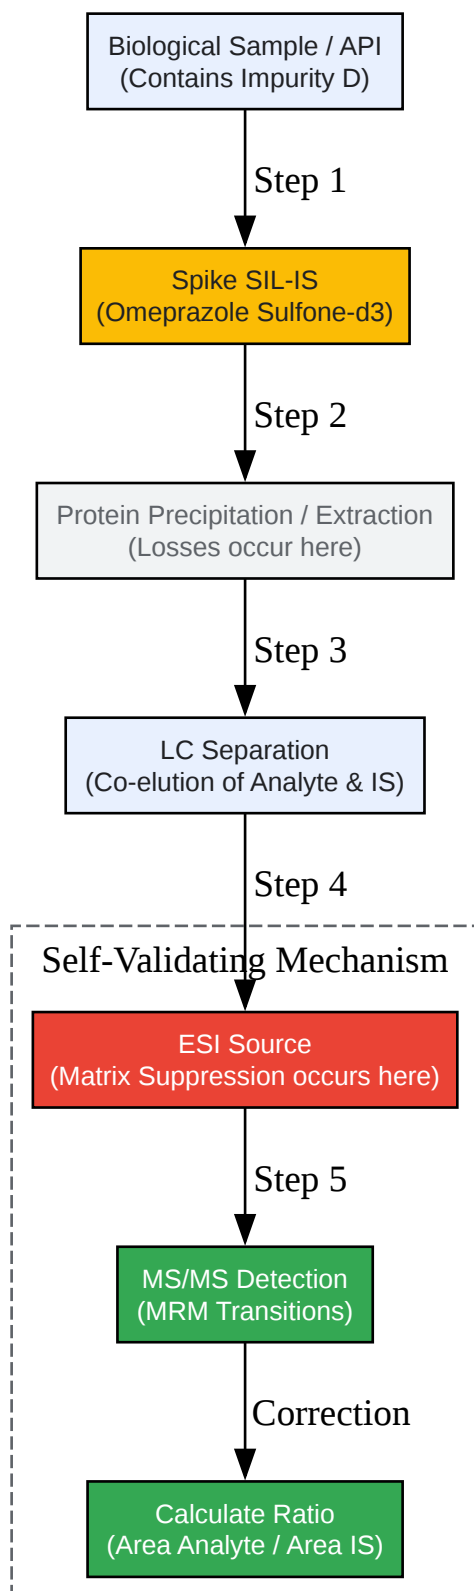 Biological Sample / API
(Contains Impurity D)
Step 1
Spike SIL-IS
(Omeprazole Sulfone-d3)
Step 2
Protein Precipitation / Extraction
(Losses occur here)
Step 3
LC Separation
(Co-elution of Analyte & IS)
Step 4
Self-Validating Mechanism
ESI Source
(Matrix Suppression occurs here)
Step 5
MS/MS Detection
(MRM Transitions)
Correction
Calculate Ratio
(Area Analyte / Area IS)